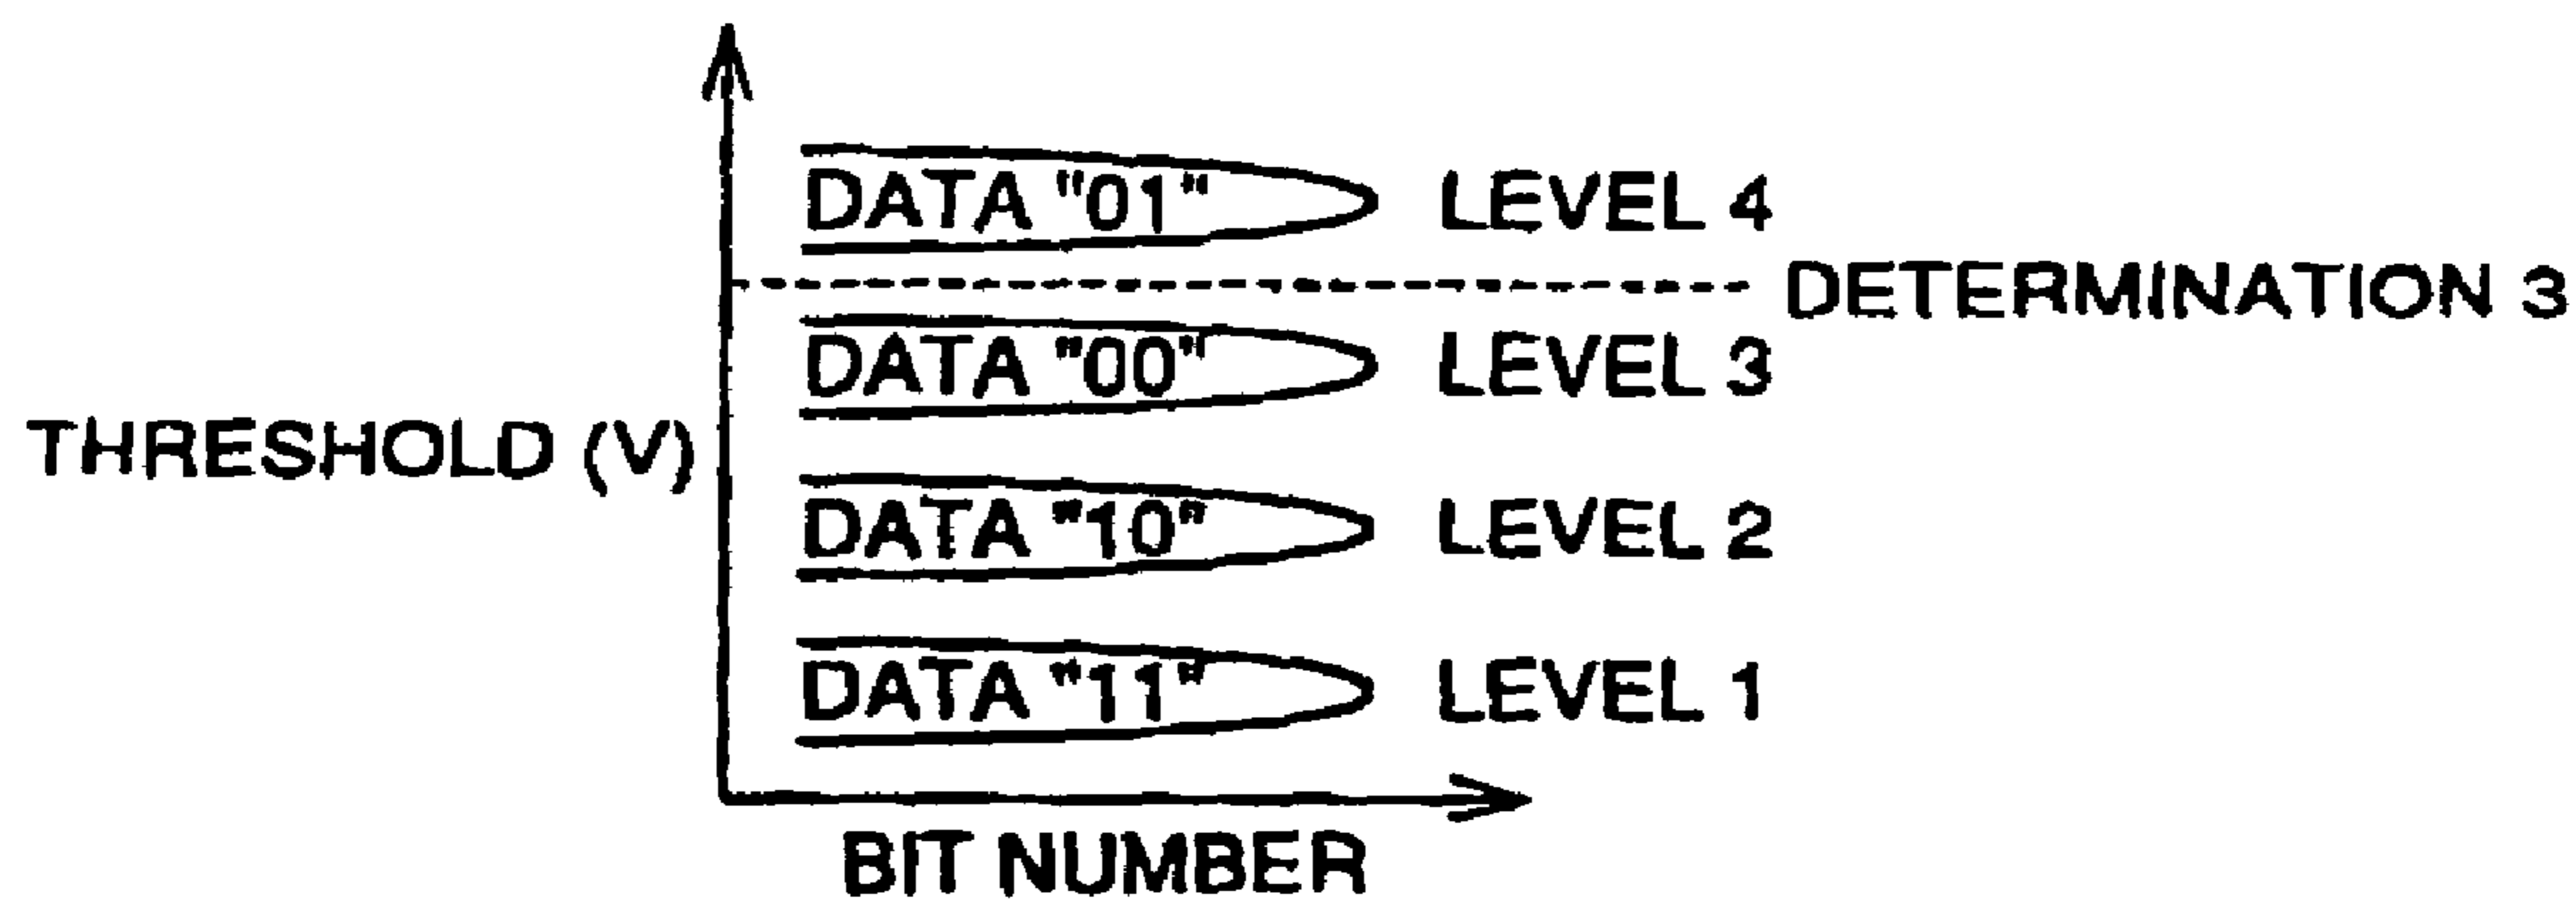 DATA "01" LEVEL 4
DETERMINATION 3
DATA "00" LEVEL 3
THRESHOLD (V)
DATA "10" LEVEL 2
DATA "11" LEVEL 1
BIT NUMBER